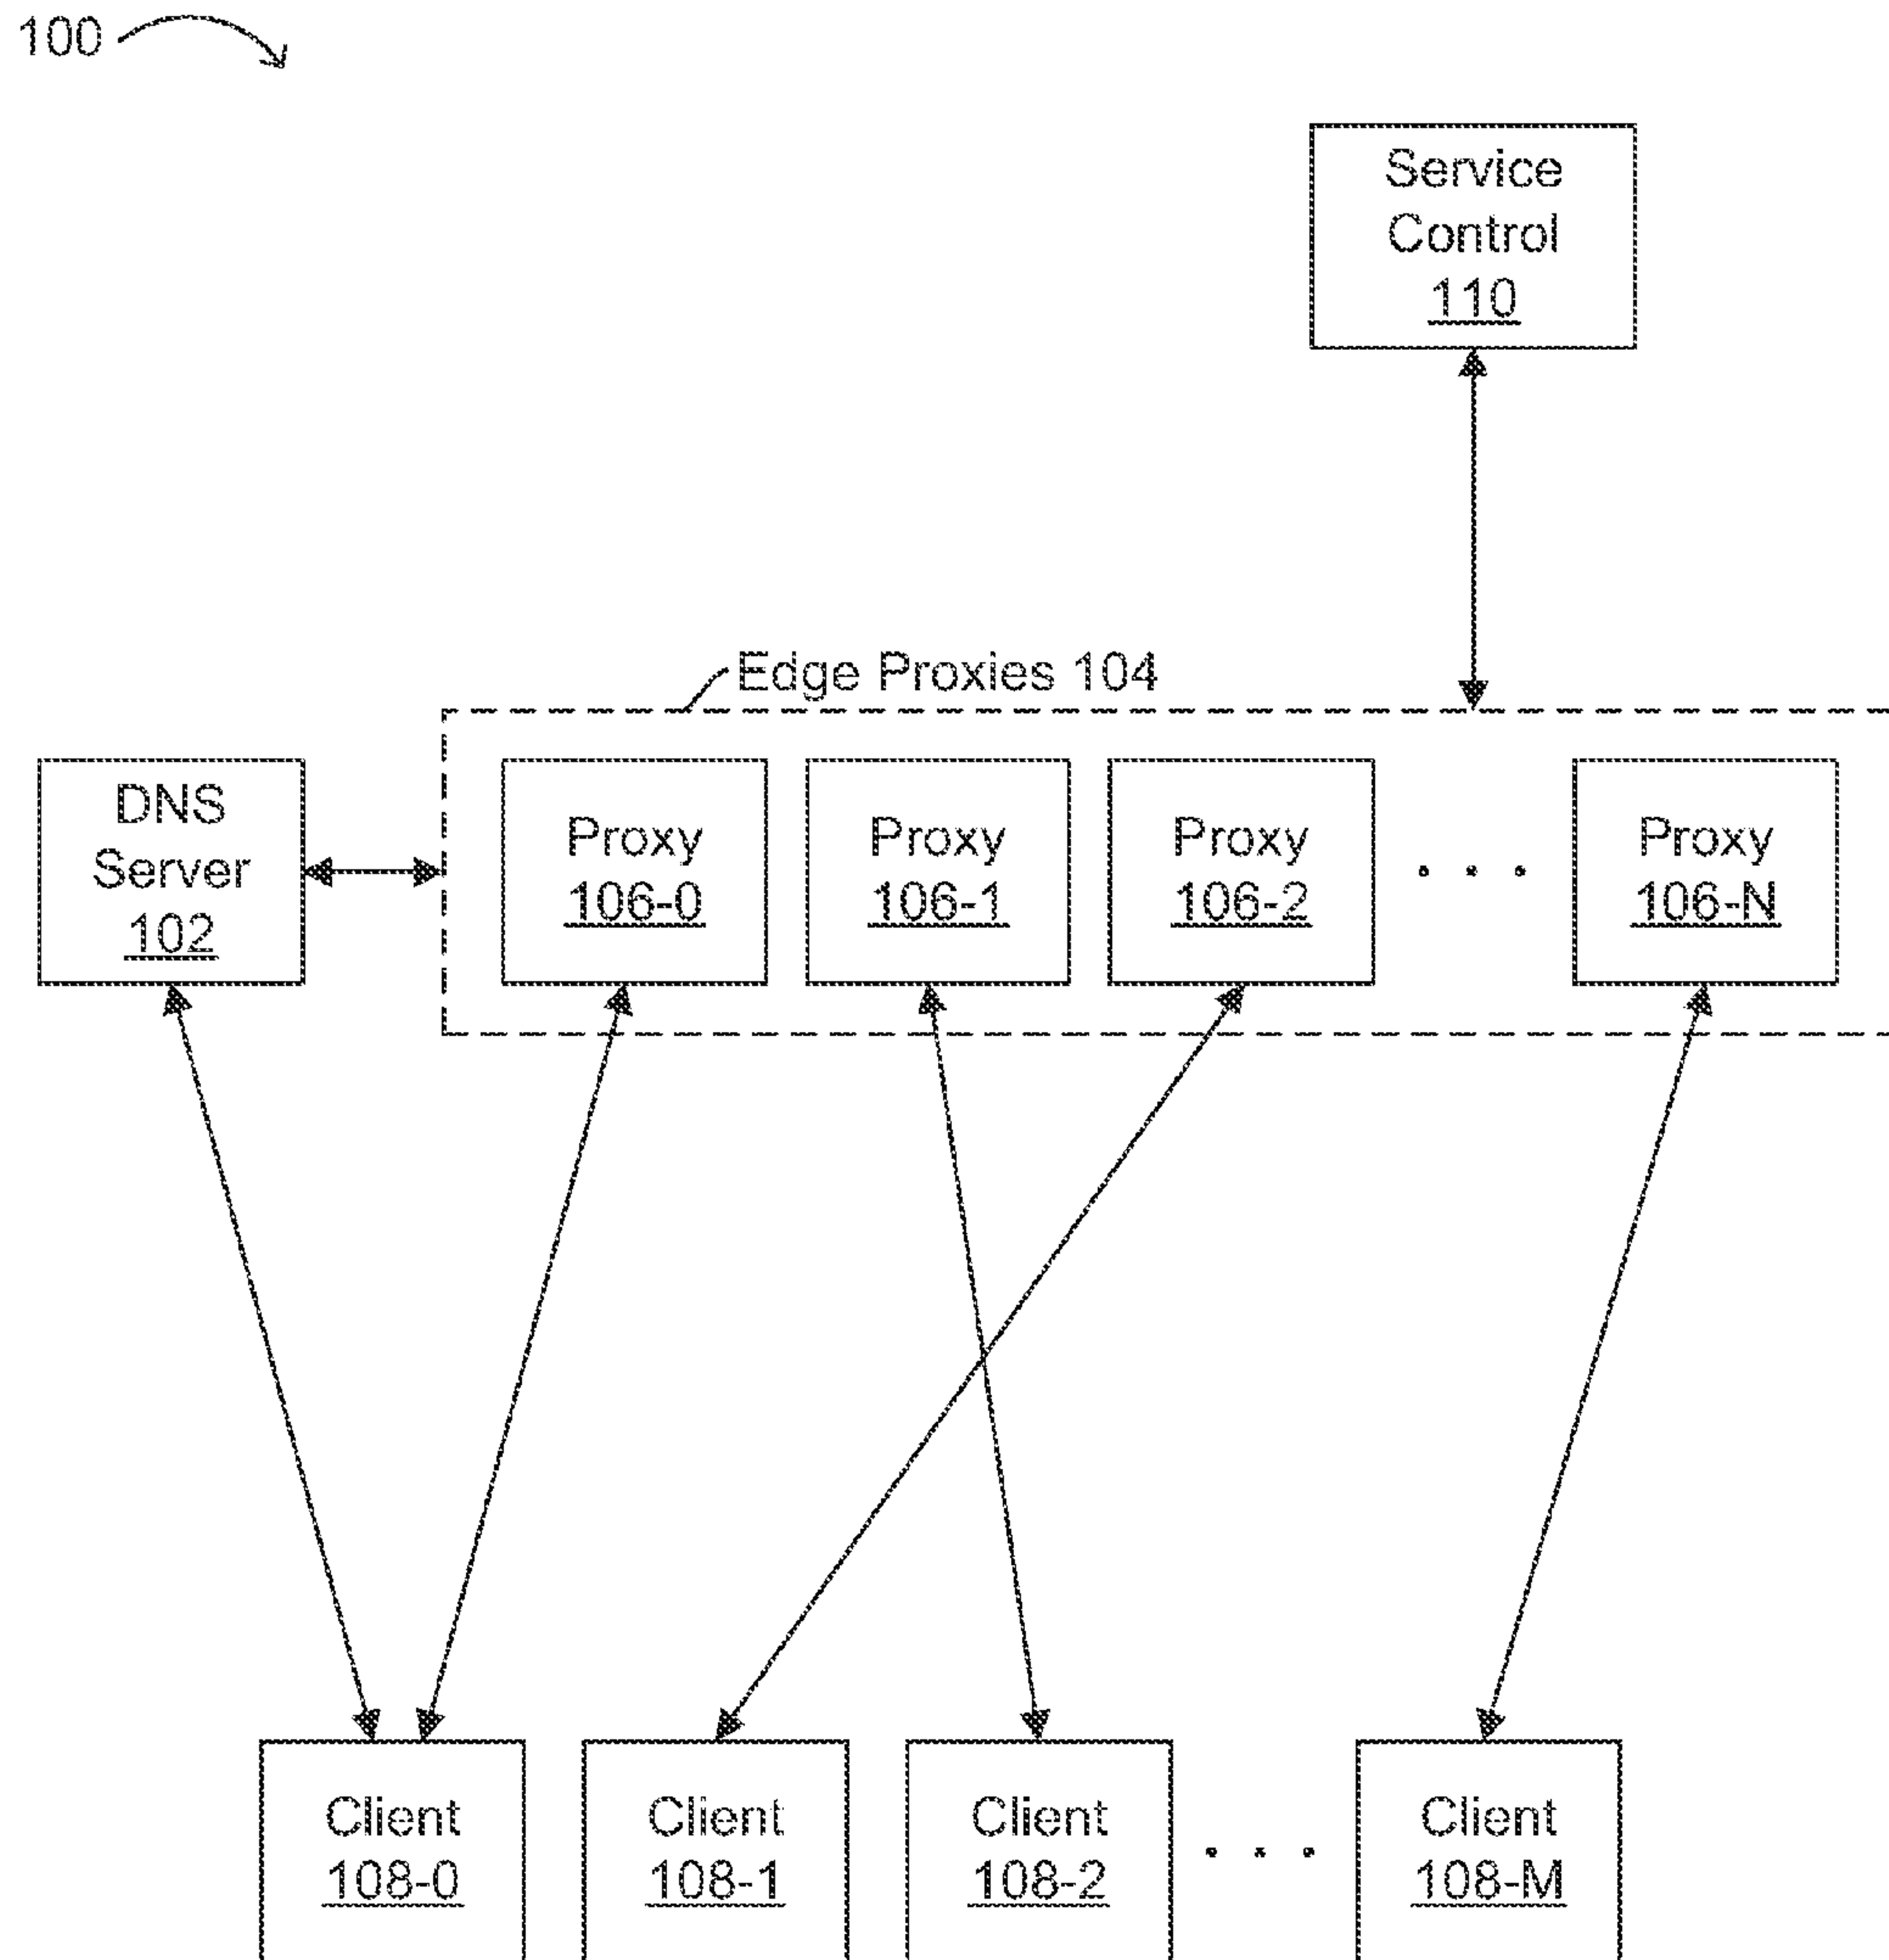 100
Service
Control
110
Edge Proxies 104
DNS
Server
102
Proxy
106-0
Proxy
106-1
Proxy
106-2
. . .
Proxy
106-N
Client
108-0
Client
108-1
Client
108-2
. . .
Client
108-M